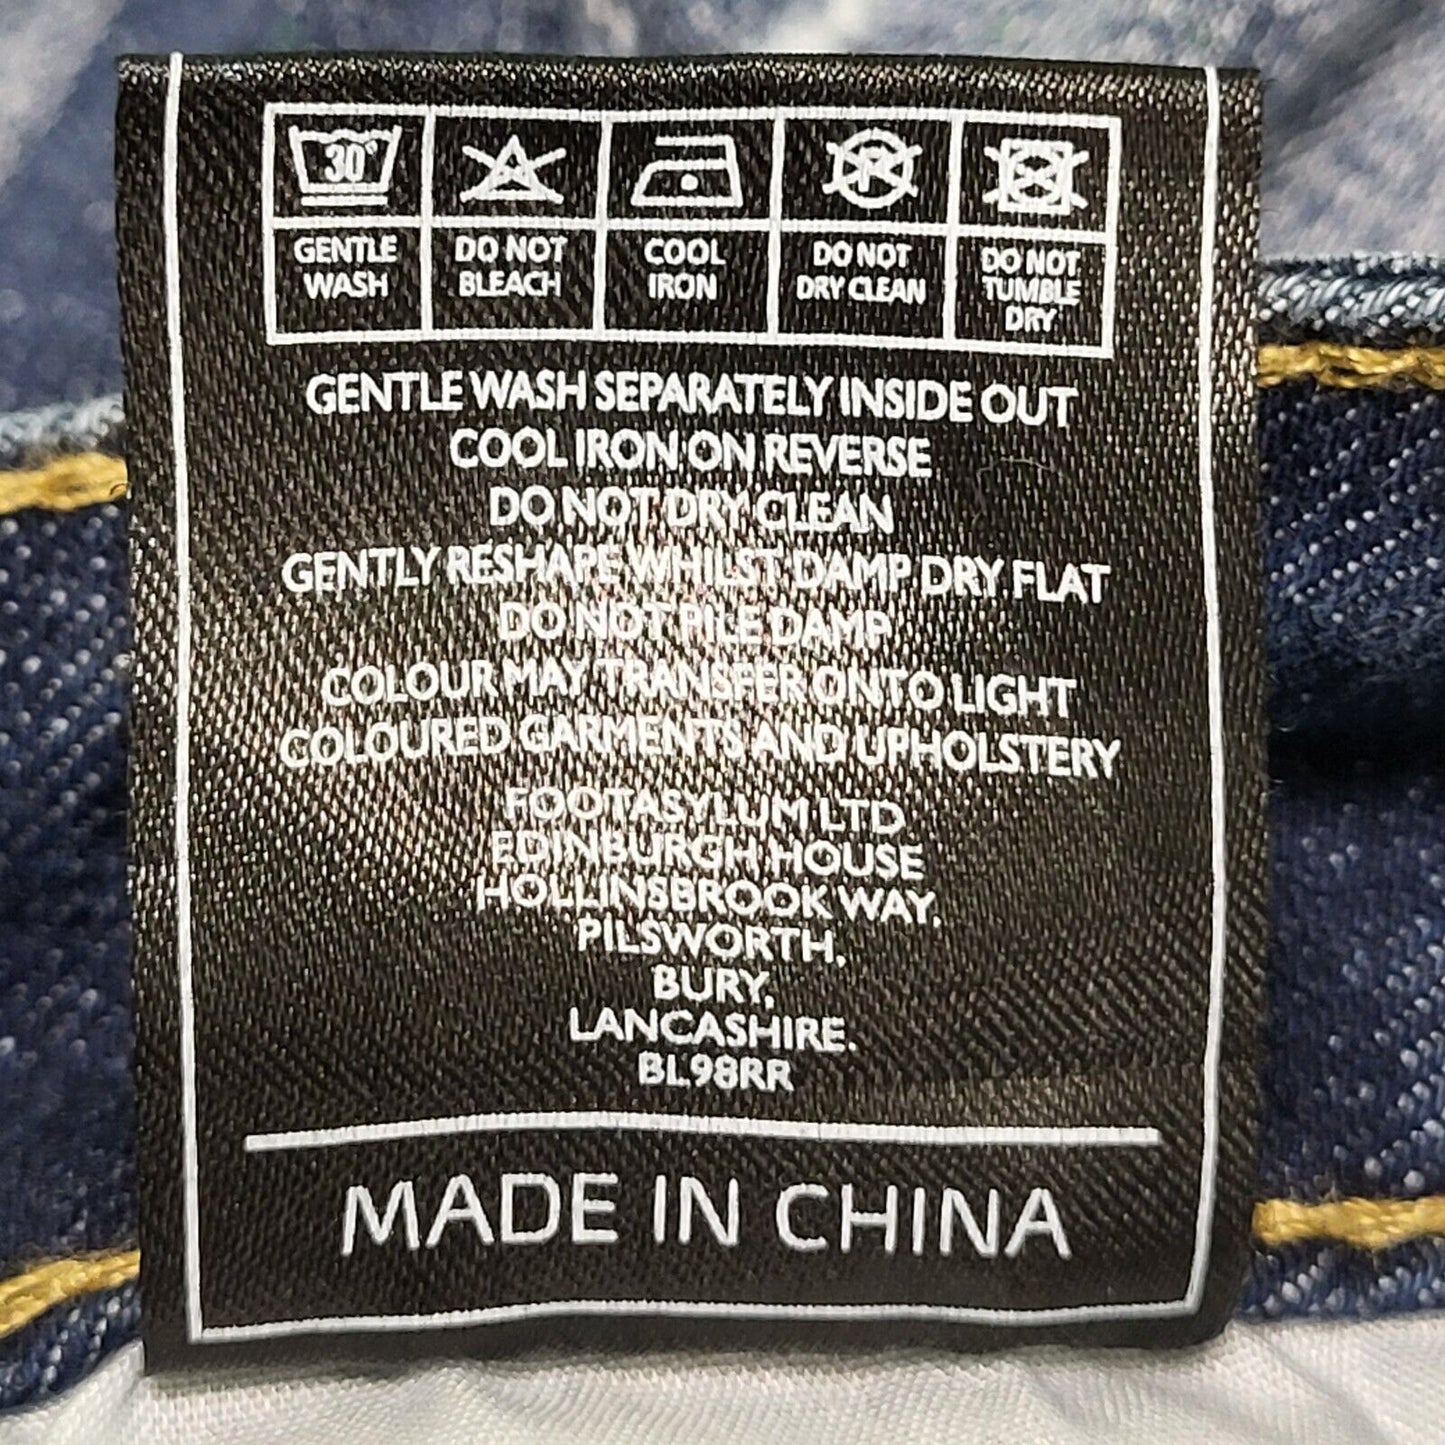 30°
GENTLE
WASH
DO NOT
BLEACH
COOL
IRON
P
DO NOT
DRY CLEAN
DO NOT
TUMBLE
DRY
GENTLE WASH SEPARATELY INSIDE OUT
COOL IRON ON REVERSE
DO NOT DRY CLEAN
GENTLY RESHAPE WHILST DAMP DRY FLAT
DO NOT PILE DAMP
COLOUR MAY TRANSFER ONTO LIGHT
COLOURED GARMENTS AND UPHOLSTERY
FOOTASYLUM LTD
EDINBURGH HOUSE
HOLLINSBROOK WAY,
PILSWORTH,
BURY,
LANCASHIRE.
BL98RR
MADE IN CHINA